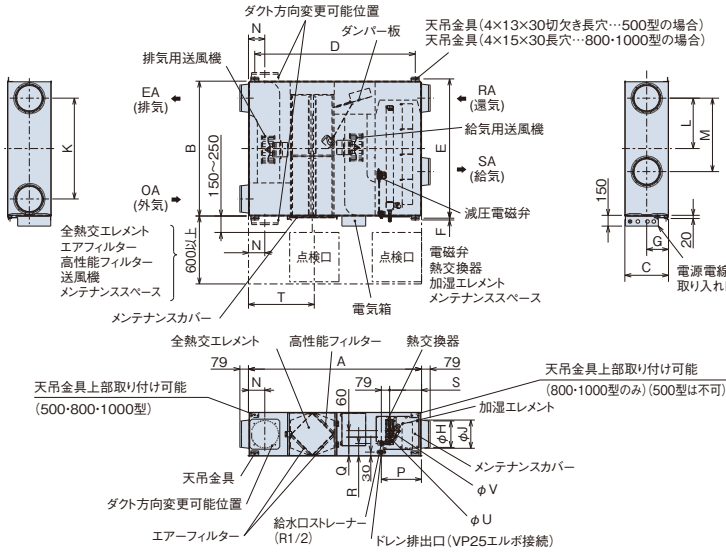 ダクト方向変更可能位置
ダンパー板
天吊金具(4×13×30切欠き長穴…500型の場合)
天吊金具(4×15×30長穴…800・1000型の場合)
N
D
排気用送風機
EA
(排気)
RA
(還気)
K
B
E
L
M
給気用送風機
SA
(給気)
150～250
OA
(外気)
減圧電磁弁
F
150
G
20
C
全熱交エレメント
エアーフィルター
高性能フィルター
送風機
メンテナンススペース
600以上
N
点検口
点検口
T
電磁弁
熱交換器
加湿エレメント
メンテナンススペース
電源電線
取り入れ
メンテナンスカバー
電気箱
全熱交エレメント
高性能フィルター
熱交換器
79
A
79
天吊金具上部取り付け可能
(500・800・1000型)
N
60
79
S
天吊金具上部取り付け可能
(800・1000型のみ)(500型は不可)
加湿エレメント
φH
φJ
メンテナンスカバー
天吊金具
Q
R
30
P
φV
ダクト方向変更可能位置
φU
エアーフィルター
給水口ストレーナー
(R1/2)
ドレン排出口(VP25エルボ接続)